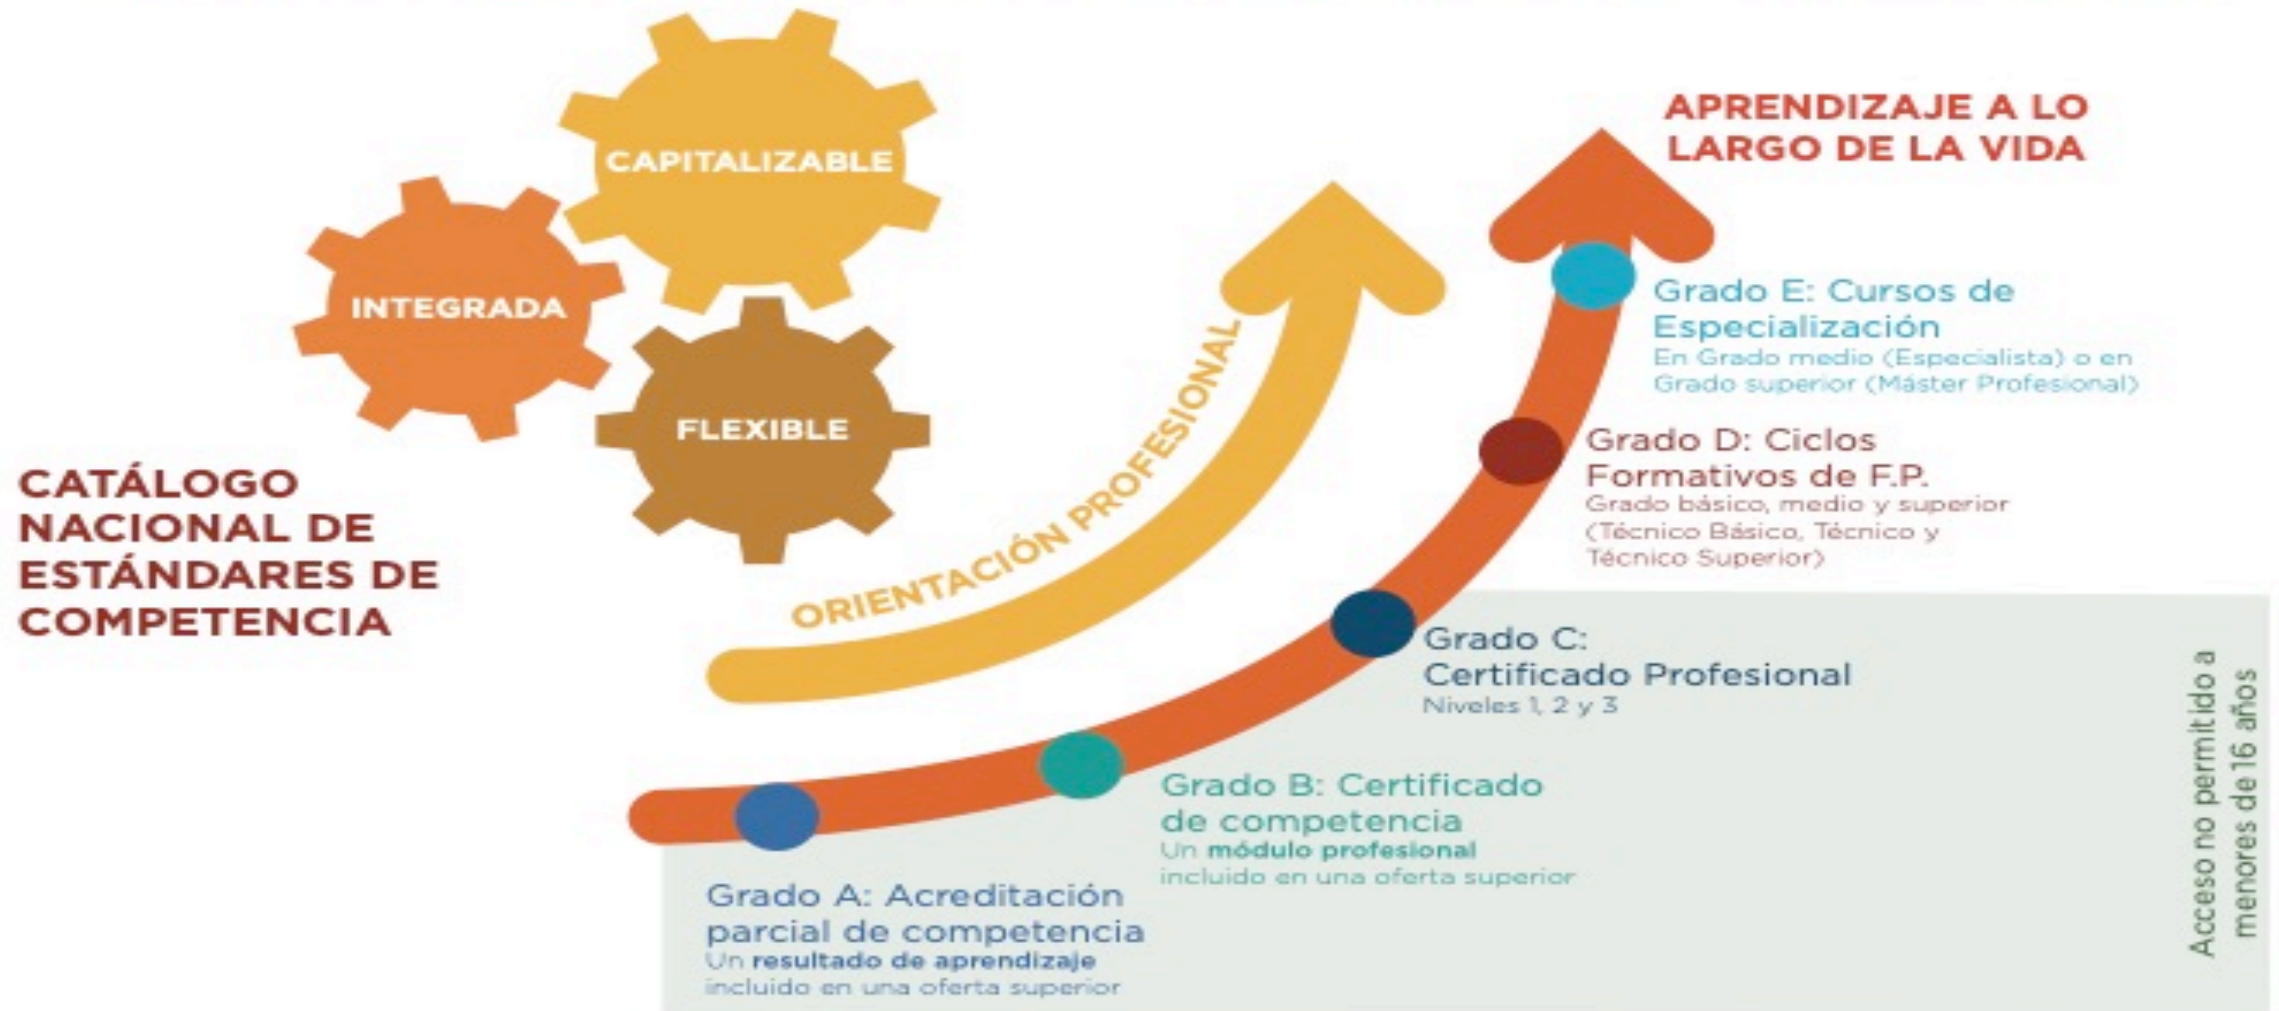 CAPITALIZABLE
INTEGRADA
FLEXIBLE
CATÁLOGO
NACIONAL DE
ESTÁNDARES DE
COMPETENCIA
ORIENTACIÓN PROFESIONAL
APRENDIZAJE A LO
LARGO DE LA VIDA
Grado E: Cursos de
Especialización
En Grado medio (Especialista) o en
Grado superior (Máster Profesional)
Grado D: Ciclos
Formativos de F.P.
Grado básico, medio y superior
(Técnico Básico, Técnico y
Técnico Superior)
Grado C:
Certificado Profesional
Niveles 1, 2 y 3
Grado B: Certificado
de competencia
Un módulo profesional
incluido en una oferta superior
Grado A: Acreditación
parcial de competencia
Un resultado de aprendizaje
incluido en una oferta superior
Acceso no permitido a
menores de 16 años